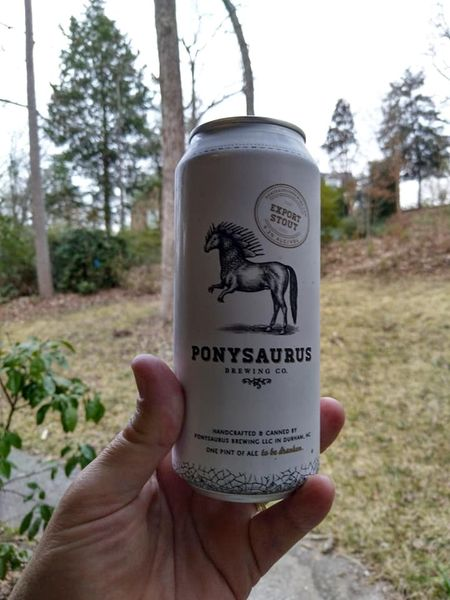 EXPORT
STOUT
PONYSAURUS
BREWING CO.
HANDCRAFTED & CANNED BY
PONYSAURUS BREWING LLC IN DURHAM, NC
ONE PINT OF ALE to be drunken.